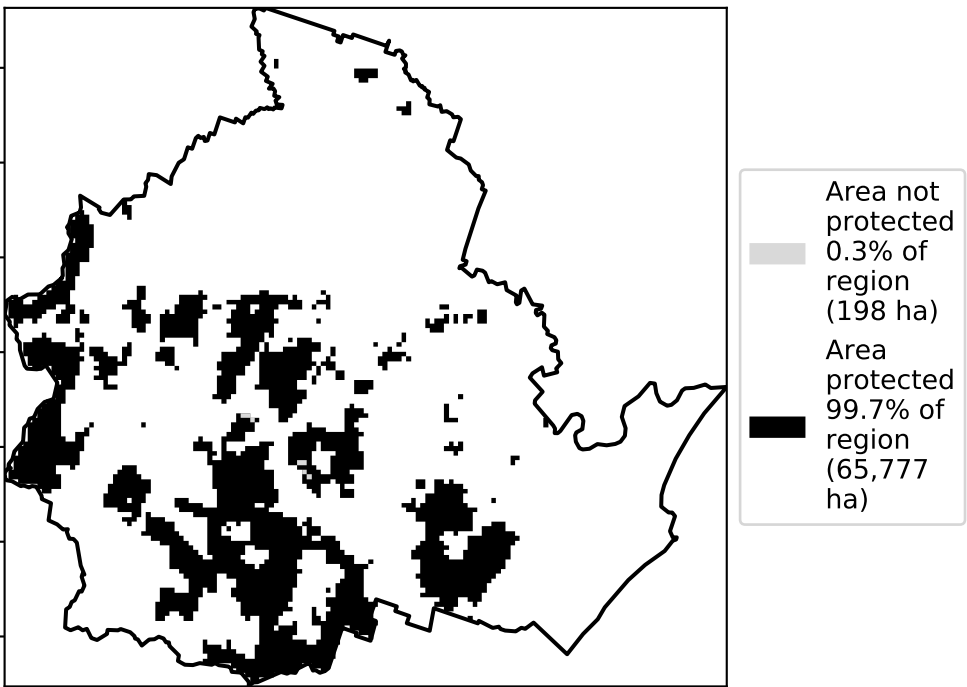 Area not
protected
0.3% of
region
(198 ha)
Area
protected
99.7% of
region
(65,777
ha)